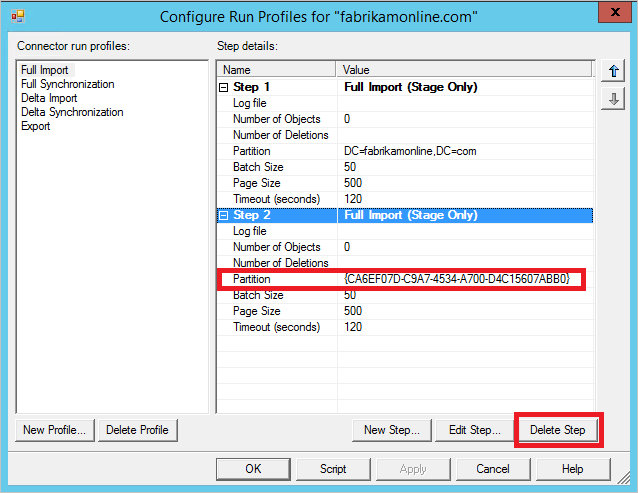 Configure Run Profiles for "fabrikamonline.com"
x
Connector run profiles:
Step details:
Full Import
Full Synchronization
Delta Import
Delta Synchronization
Export
Name Value
Step 1 Full Import (Stage Only)
Log file
Number of Objects 0
Number of Deletions
Partition DC=fabrikamonline,DC=com
Batch Size 50
Page Size 500
Timeout (seconds) 120
Step 2 Full Import (Stage Only)
Log file
Number of Objects 0
Number of Deletions
Partition {CA6EF07D-C9A7-4534-A700-D4C15607ABB0}
Batch Size 50
Page Size 500
Timeout (seconds) 120
New Profile... Delete Profile New Step... Edit Step... Delete Step
OK Script Apply Cancel Help